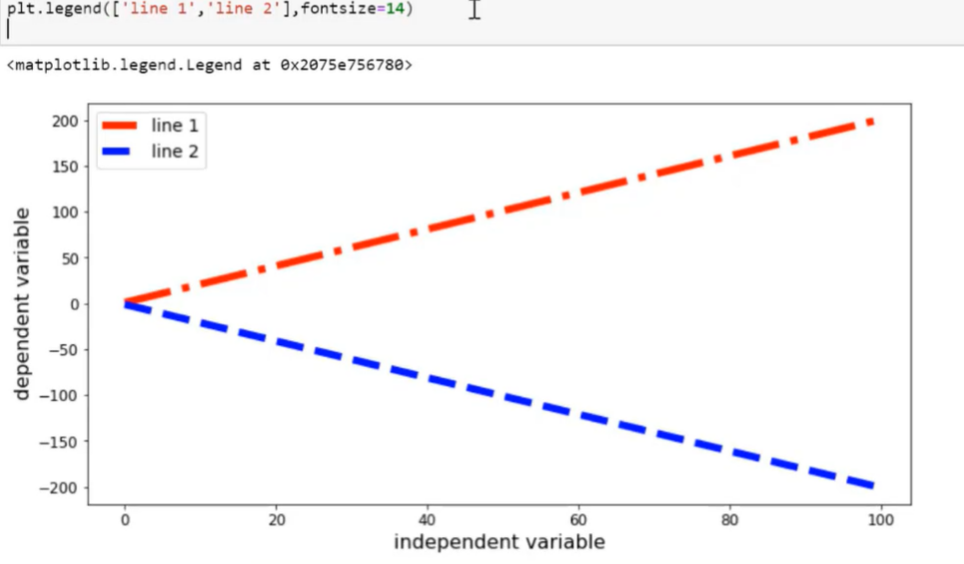 plt.legend(['line 1','line 2'],fontsize=14)
<matplotlib.legend.Legend at 0x2075e756780>
line 1
line 2
dependent variable
200
150
100
50
0
−50
−100
−150
−200
0 20 40 60 80 100
independent variable